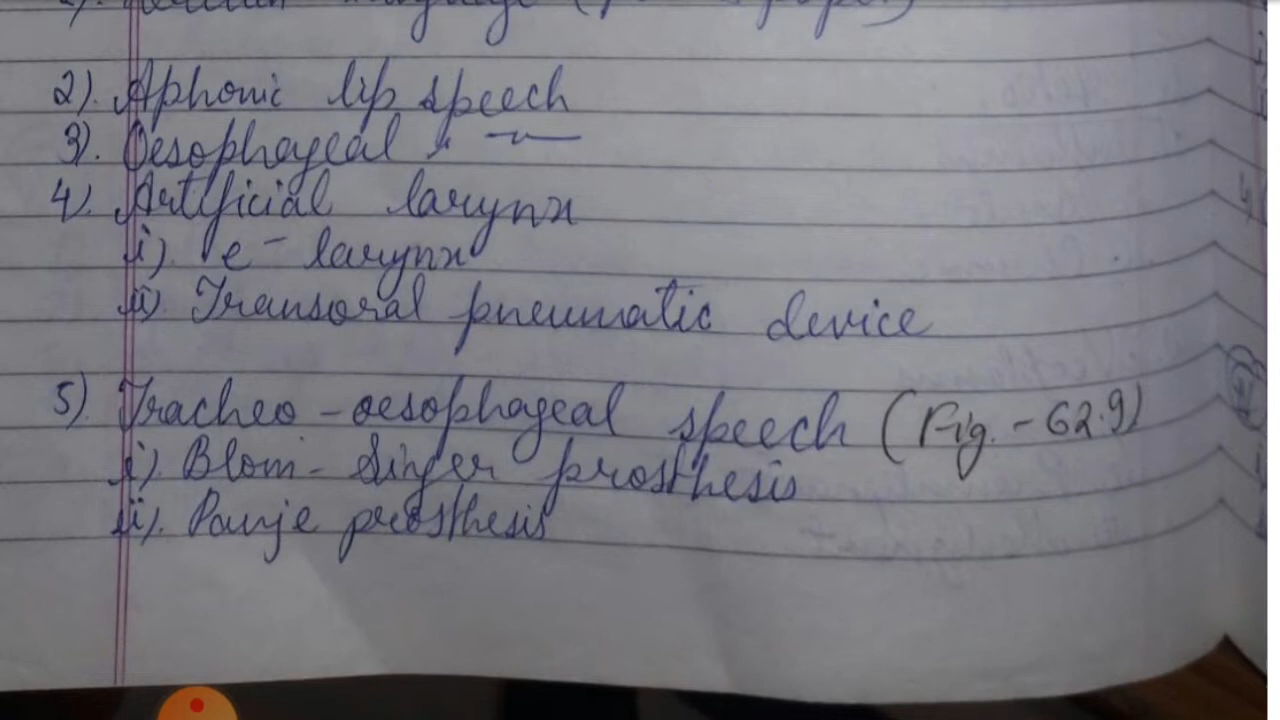 2). Aphonic lip speech
3). Oesophageal "
4). Artificial larynx
i). e- larynx
ii) Transoral pneumatic device
5). Tracheo-oesophageal speech (Fig.-62.9)
i) Blom-Singer prosthesis
ii). Panje prosthesis